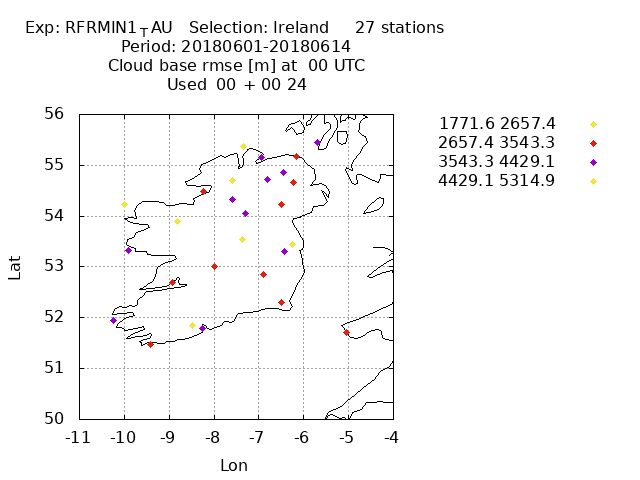 Exp: RFRMIN1┬AU   Selection: Ireland     27 stations
Period: 20180601-20180614
Cloud base rmse [m] at  00 UTC
Used  00 + 00 24
1771.6 2657.4
2657.4 3543.3
3543.3 4429.1
4429.1 5314.9
56
55
54
53
52
51
50
Lat
-11 -10 -9 -8 -7 -6 -5 -4
Lon